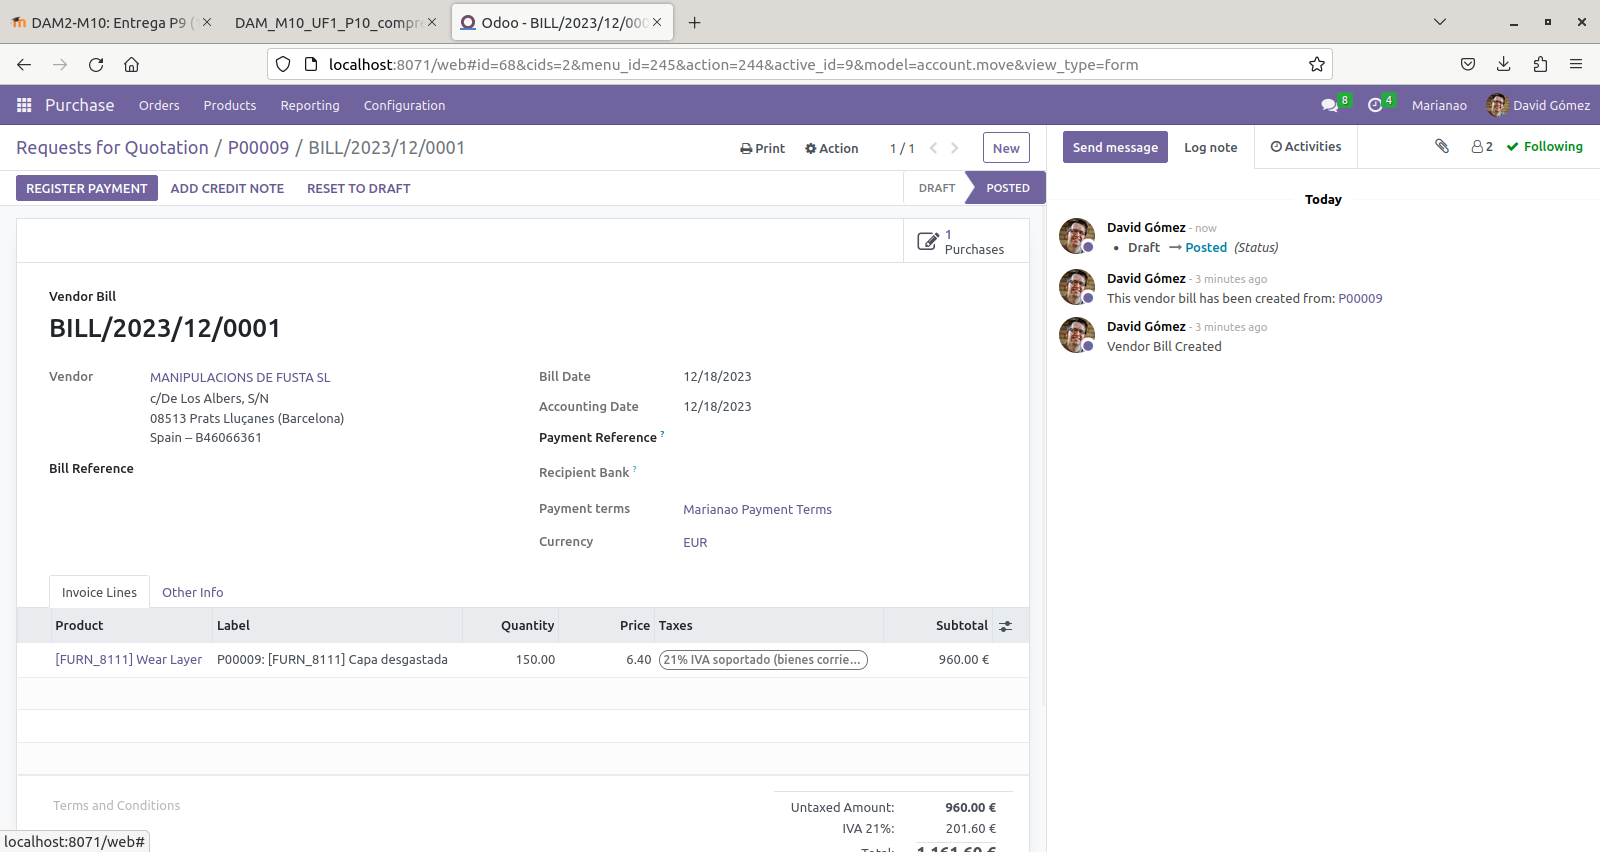 DAM2-M10: Entrega P9 (
DAM_M10_UF1_P10_compr
Odoo - BILL/2023/12/000
localhost:8071/web#id=68&cids=2&menu_id=245&action=244&active_id=9&model=account.move&view_type=form
Purchase Orders Products Reporting Configuration 8 4 Marianao David Gómez
Requests for Quotation / P00009 / BILL/2023/12/0001 Print Action 1 / 1 New
Send message Log note Activities 2 Following
REGISTER PAYMENT ADD CREDIT NOTE RESET TO DRAFT DRAFT POSTED
1
Purchases
Vendor Bill
BILL/2023/12/0001
Vendor MANIPULACIONS DE FUSTA SL
c/De Los Albers, S/N
08513 Prats Lluçanes (Barcelona)
Spain – B46066361
Bill Reference
Bill Date 12/18/2023
Accounting Date 12/18/2023
Payment Reference ?
Recipient Bank ?
Payment terms Marianao Payment Terms
Currency EUR
Invoice Lines Other Info
Product Label Quantity Price Taxes Subtotal
[FURN_8111] Wear Layer P00009: [FURN_8111] Capa desgastada 150.00 6.40 21% IVA soportado (bienes corrie... 960.00 €
Terms and Conditions
Untaxed Amount: 960.00 €
IVA 21%: 201.60 €
Total: 1,161.60 €
Today
David Gómez - now
• Draft → Posted (Status)
David Gómez - 3 minutes ago
This vendor bill has been created from: P00009
David Gómez - 3 minutes ago
Vendor Bill Created
localhost:8071/web#